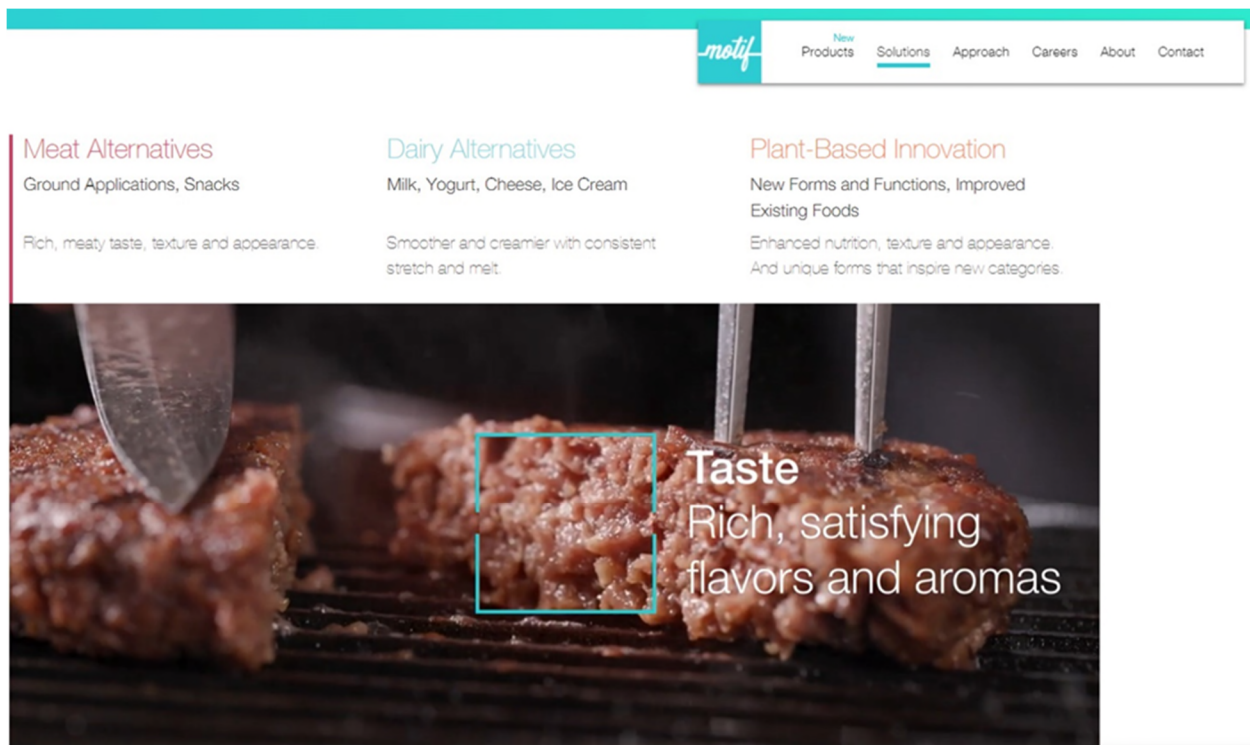 New
motif
Products
Solutions
Approach
Careers
About
Contact
Meat Alternatives
Ground Applications, Snacks
Rich, meaty taste, texture and appearance.
Dairy Alternatives
Milk, Yogurt, Cheese, Ice Cream
Smoother and creamier with consistent
stretch and melt.
Plant-Based Innovation
New Forms and Functions, Improved
Existing Foods
Enhanced nutrition, texture and appearance.
And unique forms that inspire new categories.
Taste
Rich, satisfying
flavors and aromas